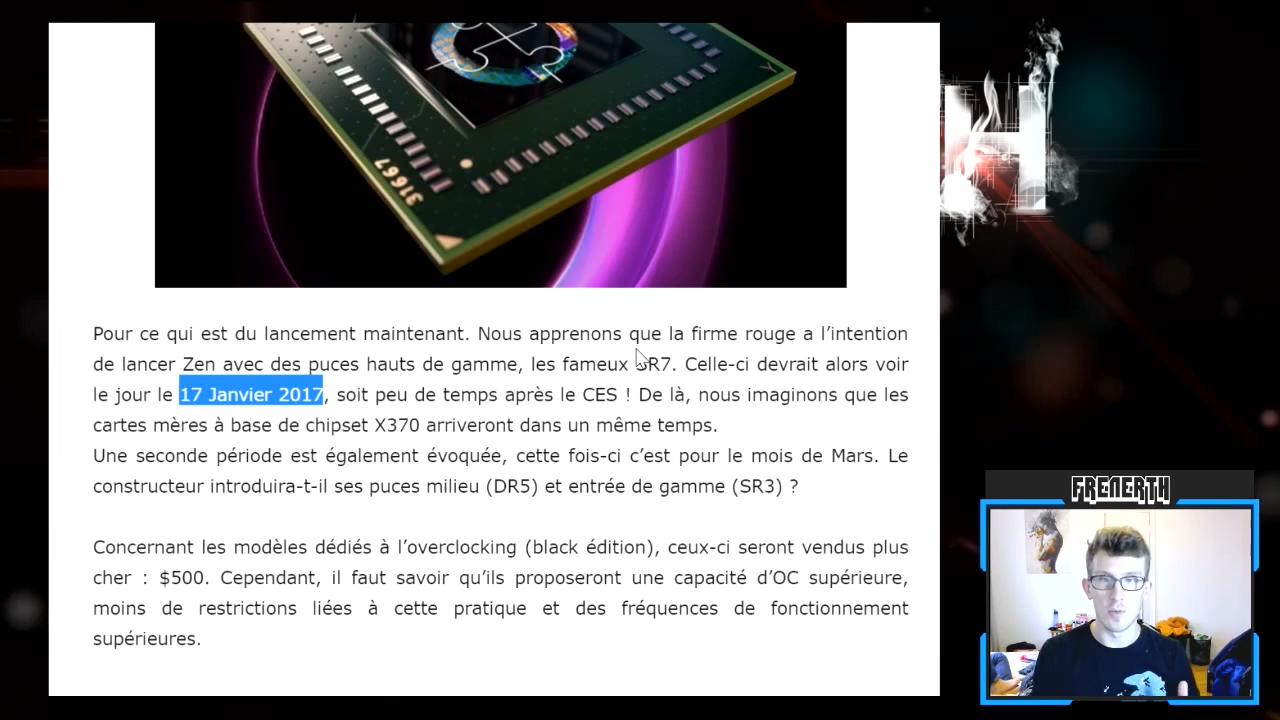 31667
Y
Pour ce qui est du lancement maintenant. Nous apprenons que la firme rouge a l’intention
de lancer Zen avec des puces hauts de gamme, les fameux SR7. Celle-ci devrait alors voir
le jour le 17 Janvier 2017, soit peu de temps après le CES ! De là, nous imaginons que les
cartes mères à base de chipset X370 arriveront dans un même temps.
Une seconde période est également évoquée, cette fois-ci c’est pour le mois de Mars. Le
constructeur introduira-t-il ses puces milieu (DR5) et entrée de gamme (SR3) ?
Concernant les modèles dédiés à l’overclocking (black édition), ceux-ci seront vendus plus
cher : $500. Cependant, il faut savoir qu’ils proposeront une capacité d’OC supérieure,
moins de restrictions liées à cette pratique et des fréquences de fonctionnement
supérieures.
FRENERTH